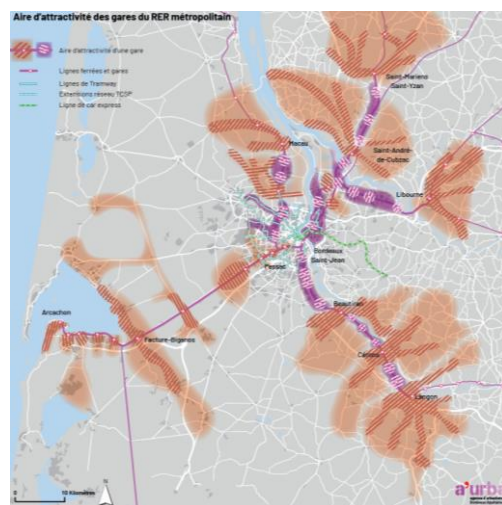 Aire d'attractivité des gares du RER métropolitain
Aire d'attractivité d'une gare
Lignes ferrées et gares
Lignes de Tramway
Extensions réseau TCSP
Ligne de car express
Saint-Mariens
Saint-Yzan
Macau
Saint-André-
de-Cubzac
Libourne
Bordeaux
Saint-Jean
Pessac
Arcachon
Facture-Biganos
Beautiran
Cérons
Langon
N
0
10 Kilomètres
a'urba